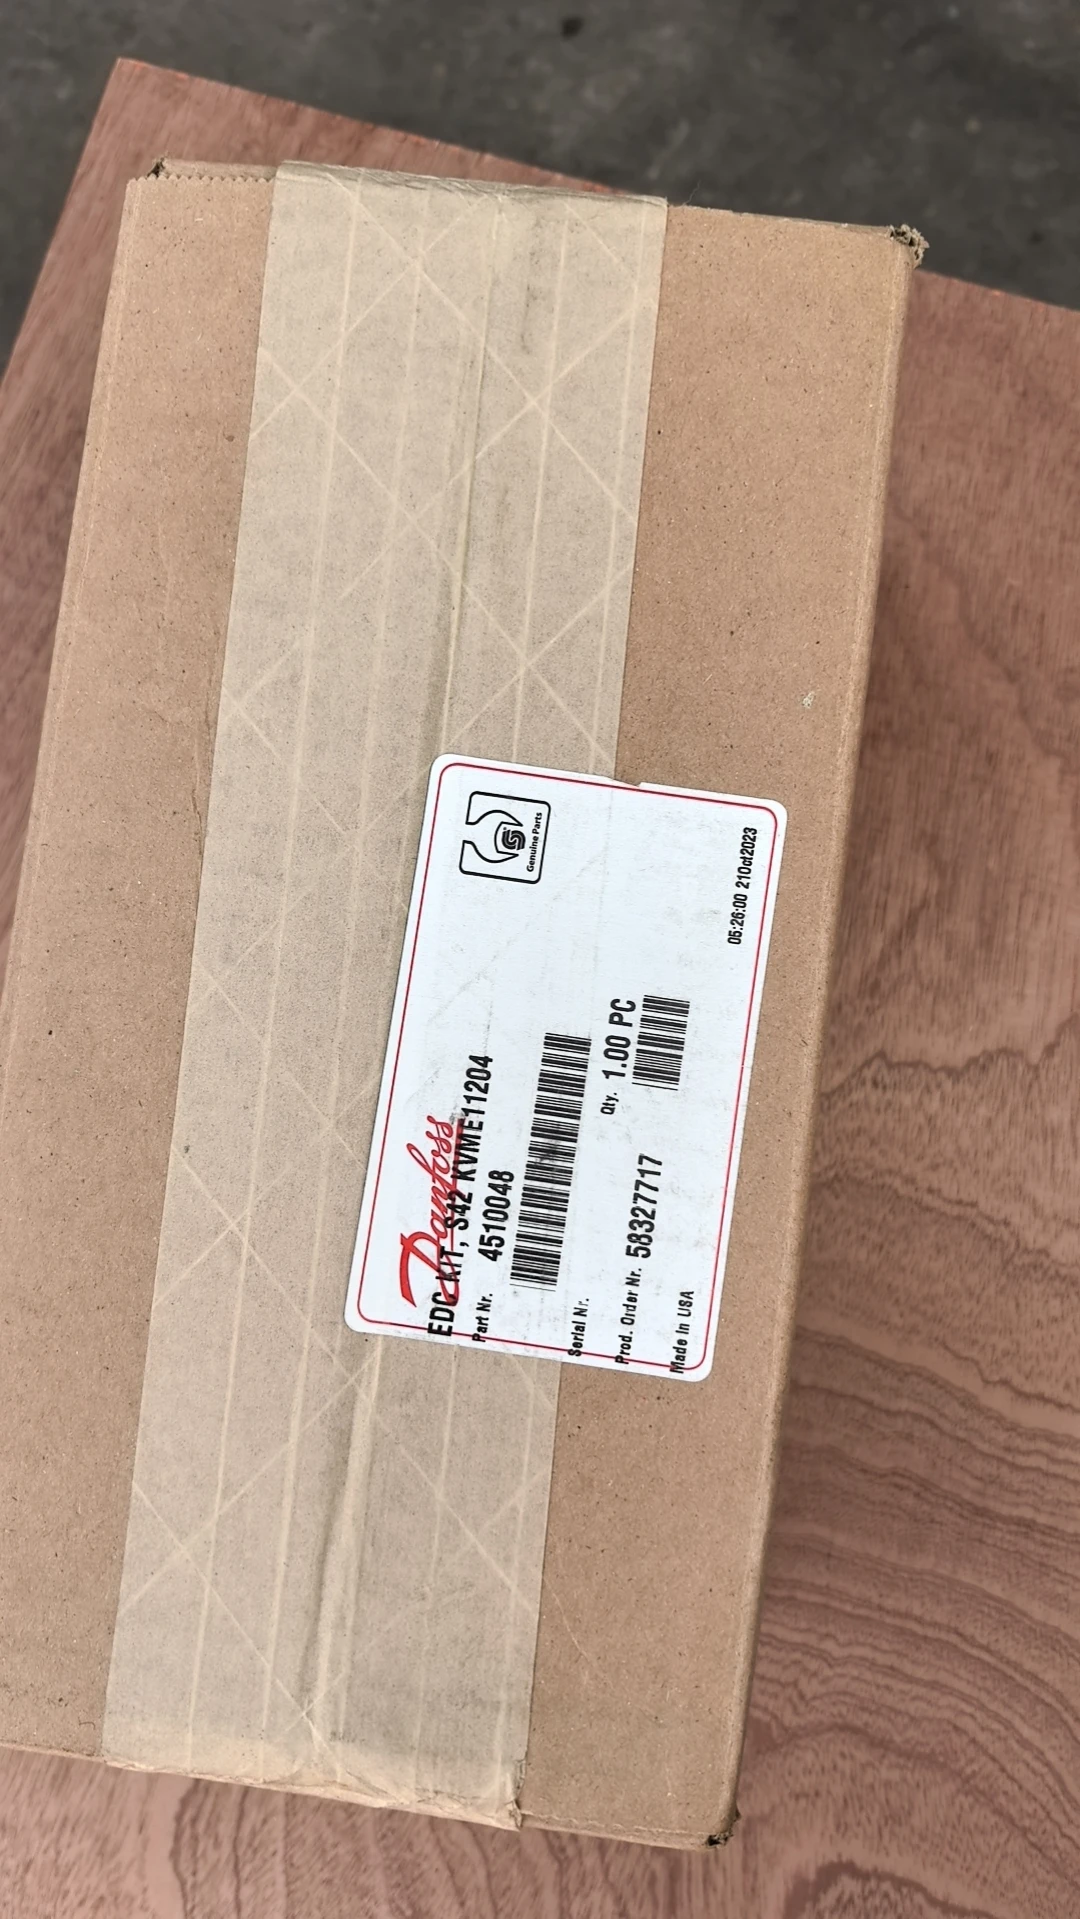 Danfoss
Genuine Parts
EDC KIT, S42 KVME11204
Part Nr. 4510048
Serial Nr.
Qty. 1.00 PC
Prod. Order Nr. 58327717
Made In USA
05:26:00 21Oct2023